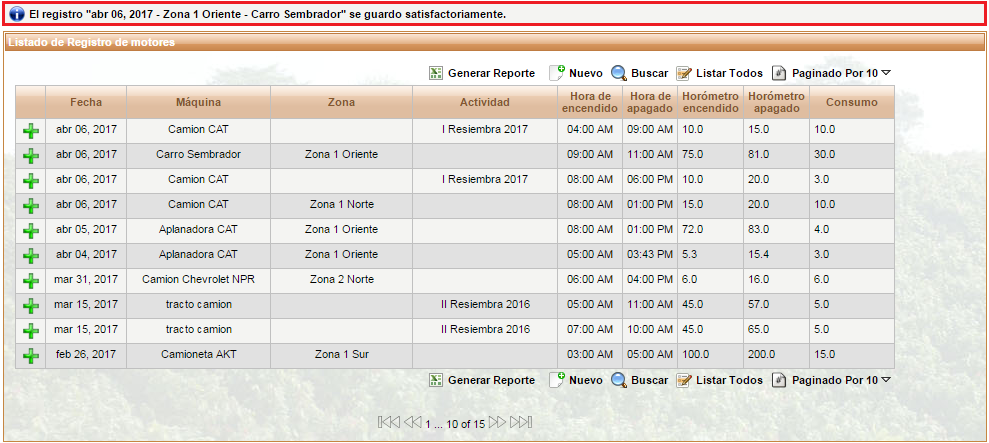 El registro "abr 06, 2017 - Zona 1 Oriente - Carro Sembrador" se guardo satisfactoriamente.
Listado de Registro de motores
Generar Reporte Nuevo Buscar Listar Todos Paginado Por 10
Fecha Máquina Zona Actividad Hora de encendido Hora de apagado Horómetro encendido Horómetro apagado Consumo
abr 06, 2017 Camion CAT I Resiembra 2017 04:00 AM 09:00 AM 10.0 15.0 10.0
abr 06, 2017 Carro Sembrador Zona 1 Oriente 09:00 AM 11:00 AM 75.0 81.0 30.0
abr 06, 2017 Camion CAT I Resiembra 2017 08:00 AM 06:00 PM 10.0 20.0 3.0
abr 06, 2017 Camion CAT Zona 1 Norte 08:00 AM 01:00 PM 15.0 20.0 10.0
abr 05, 2017 Aplanadora CAT Zona 1 Oriente 08:00 AM 01:00 PM 72.0 83.0 4.0
abr 04, 2017 Aplanadora CAT Zona 1 Oriente 05:00 AM 03:43 PM 5.3 15.4 3.0
mar 31, 2017 Camion Chevrolet NPR Zona 2 Norte 06:00 AM 04:00 PM 6.0 16.0 6.0
mar 15, 2017 tracto camion II Resiembra 2016 05:00 AM 11:00 AM 45.0 57.0 5.0
mar 15, 2017 tracto camion II Resiembra 2016 07:00 AM 10:00 AM 45.0 65.0 5.0
feb 26, 2017 Camioneta AKT Zona 1 Sur 03:00 AM 05:00 AM 100.0 200.0 15.0
Generar Reporte Nuevo Buscar Listar Todos Paginado Por 10
1 ... 10 of 15